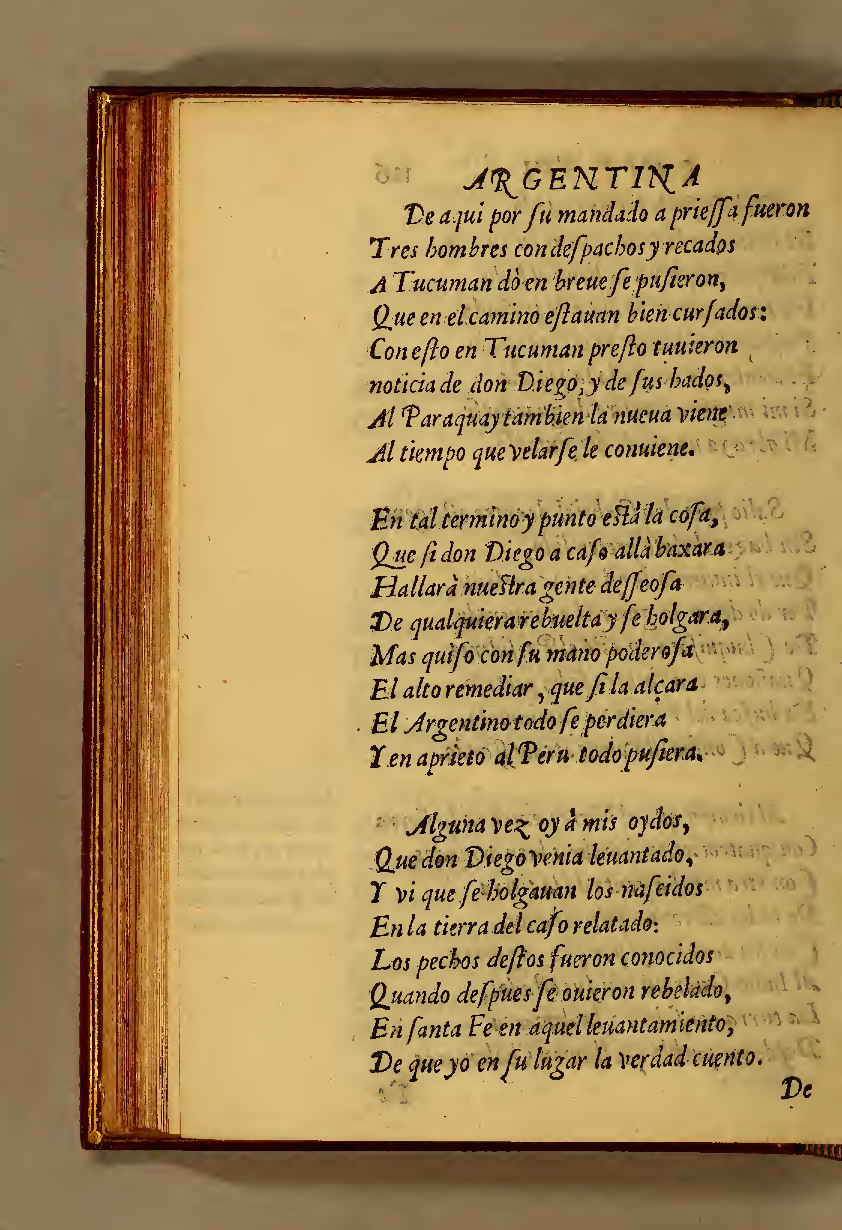 ARGENTINA
De aqui por ſu mandado a prieſſa fueron
Tres hombres con deſpachos y recados
A Tucuman dò en breue ſe puſieron,
Que en el camino eſtauan bien curſados:
Con eſto en Tucuman preſto tuuieron
noticia de don Diego, y de ſus hados,
Al Paraquay tambien la nueua viene
Al tiempo que velarſe le conuiene.
En tal termino y punto eſtà la coſa,
Que ſi don Diego a caſo allà baxara
Hallarà nueſtra gente deſſeoſa
De qualquiera rebuelta y ſe holgara,
Mas quiſo con ſu mano poderoſa
El alto remediar, que ſi la alçara
El Argentino todo ſe perdiera
Y en aprieto al Peru todo puſiera.
Alguna vez oy à mis oydos,
Que don Diego venia leuantado,
Y vi que ſe holgauan los naſcidos
En la tierra del caſo relatado:
Los pechos deſtos fueron conocidos
Quando deſpues ſe ouieron rebelado,
En ſanta Fe en aquel leuantamiento,
De que yo en ſu lugar la verdad cuento.
De